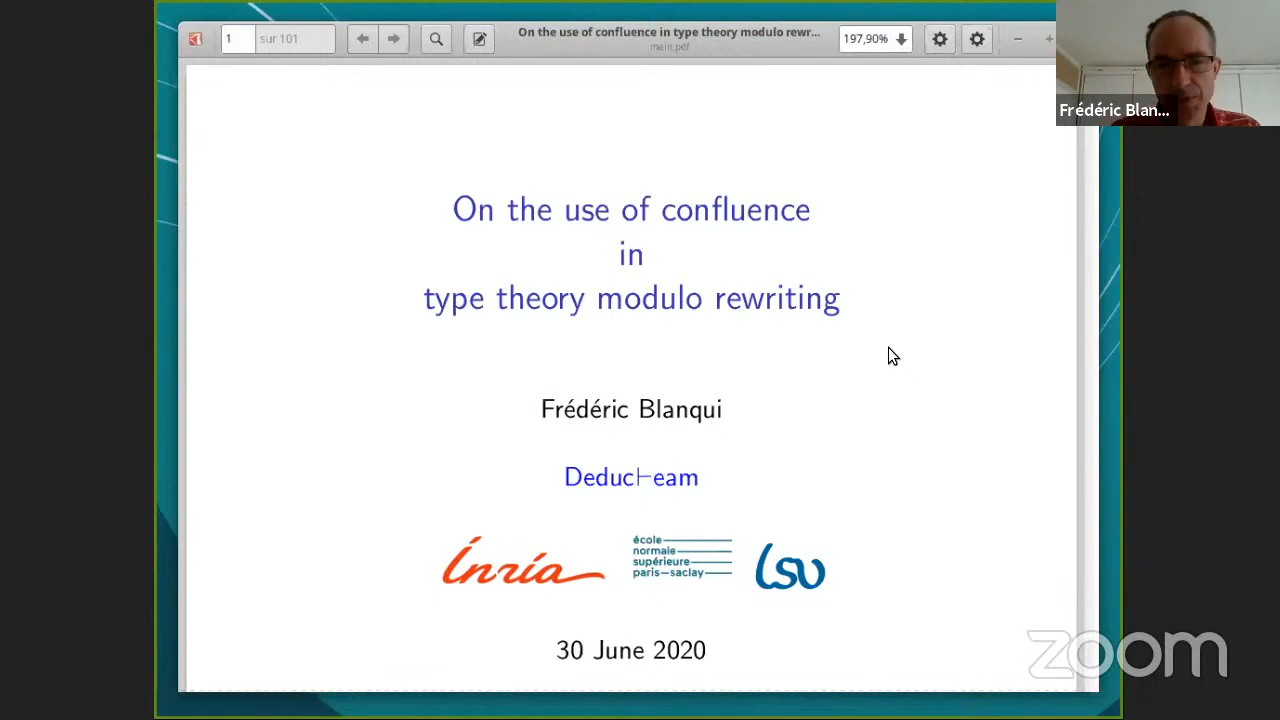 1
sur 101
On the use of confluence in type theory modulo rewr...
main.pdf
197,90%
Frédéric Blan...
On the use of confluence
in
type theory modulo rewriting
Frédéric Blanqui
Deduc⊢eam
inria
école
normale
supérieure
paris–saclay
lsv
30 June 2020
zoom